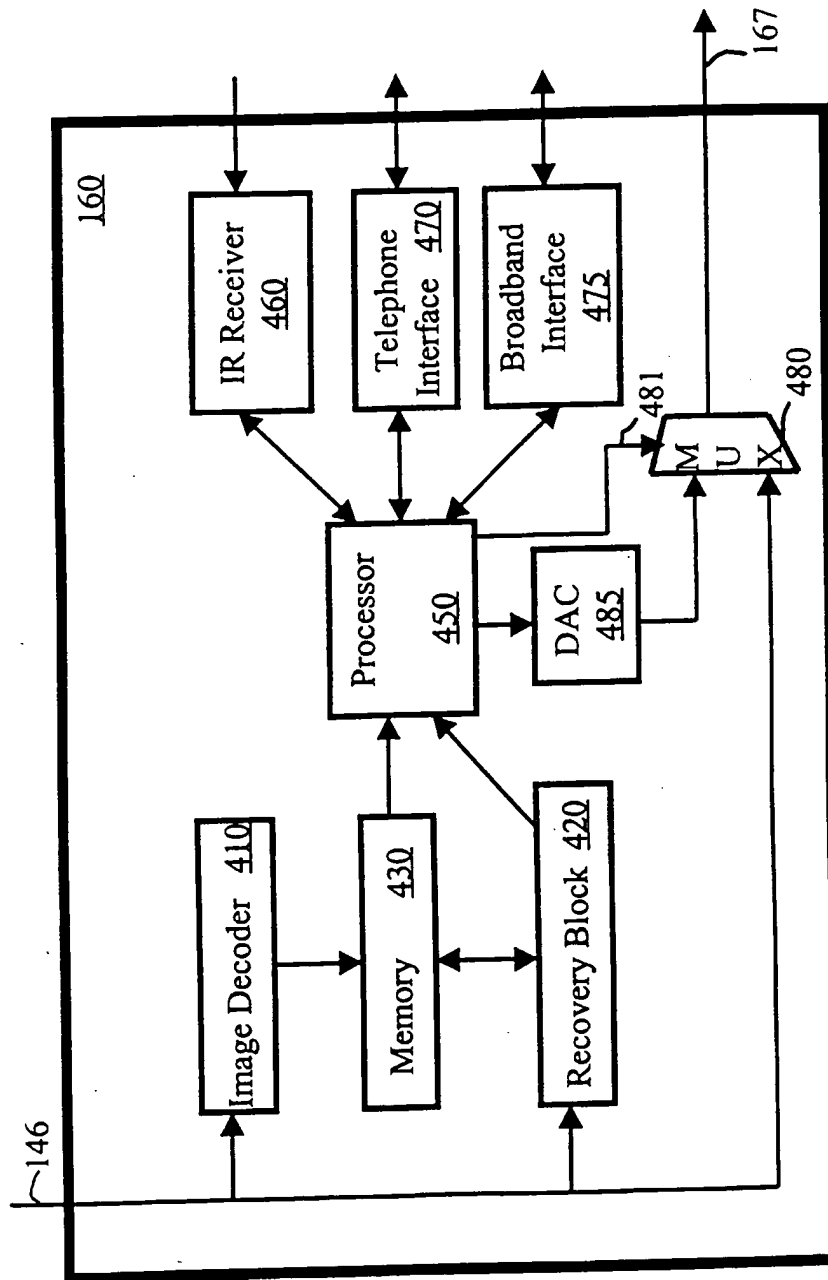 146
160
Image Decoder 410
Memory 430
Recovery Block 420
Processor
450
DAC
485
IR Receiver
460
Telephone
Interface 470
Broadband
Interface
475
481
M U X
480
167